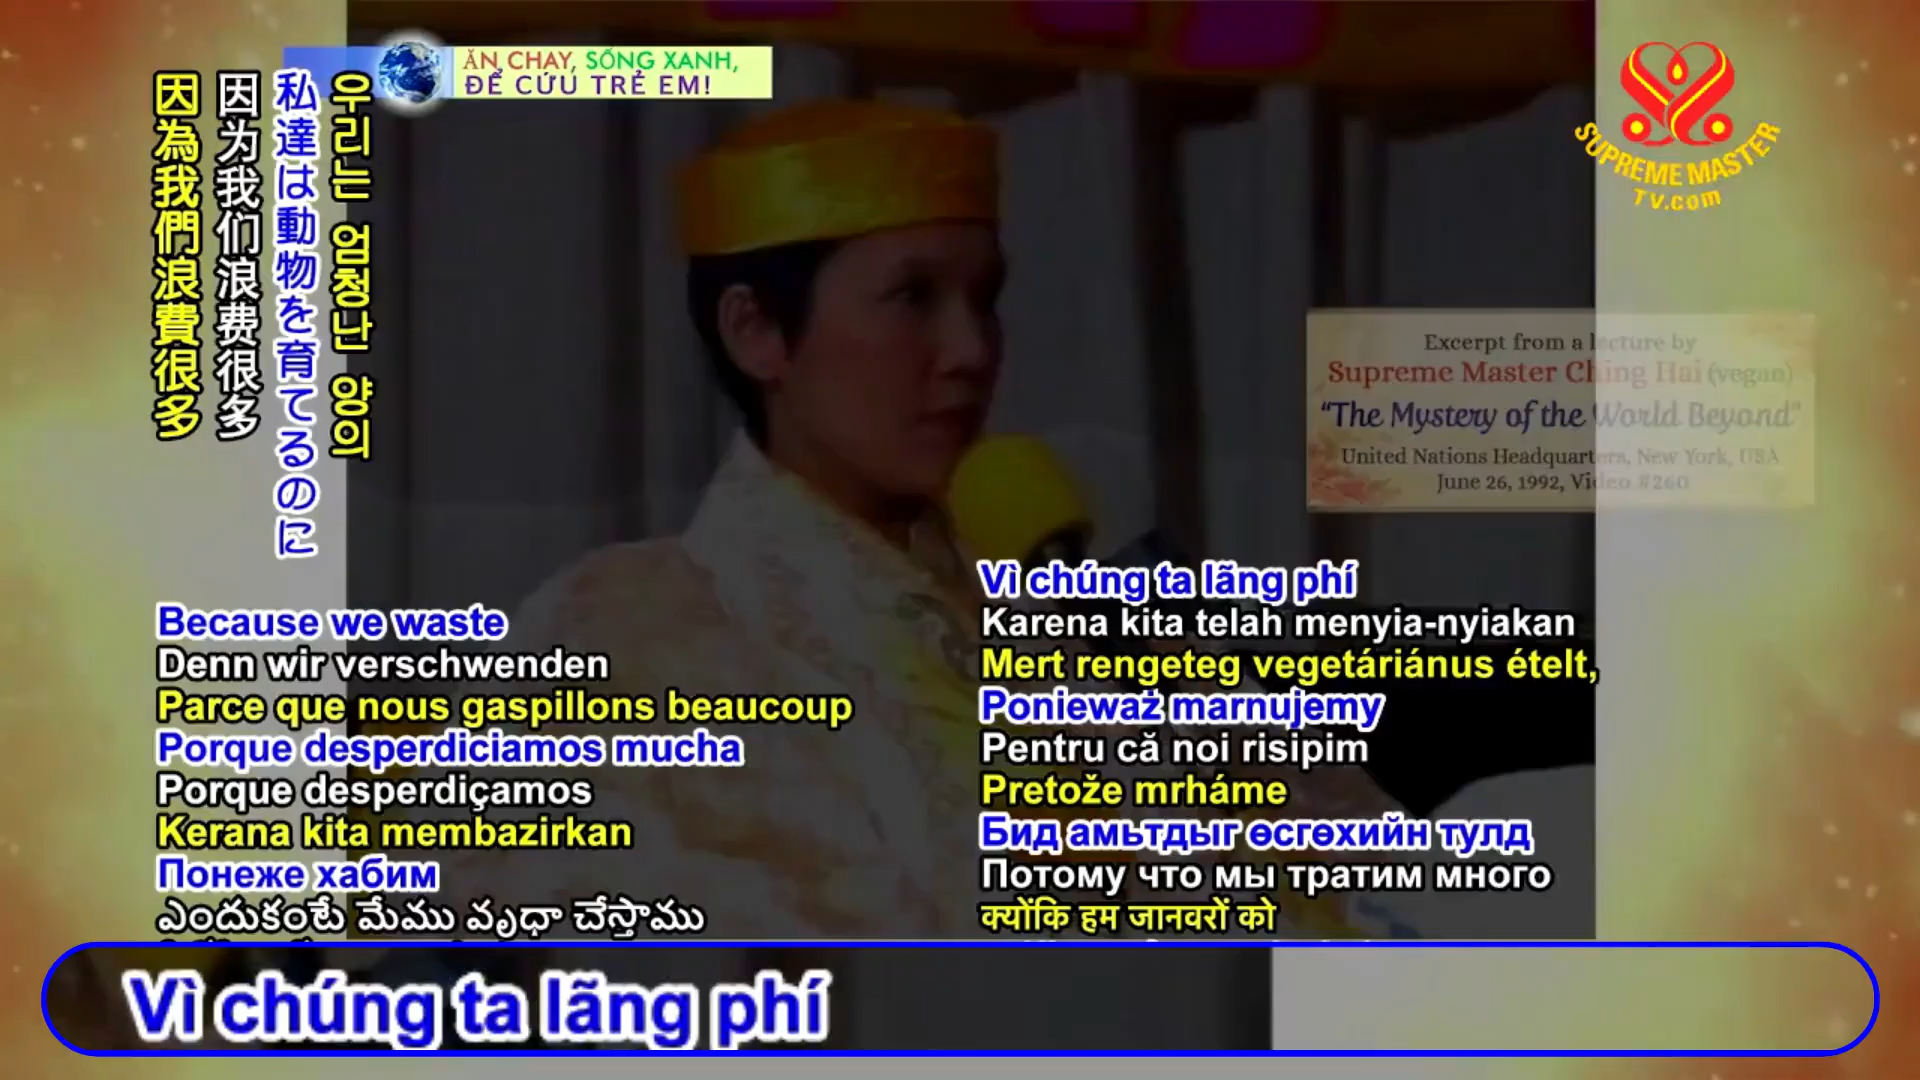 ĂN CHAY, SỐNG XANH,
ĐỂ CỨU TRẺ EM!
SUPREME MASTER
TV.com
우리는 엄청난 양의
私達は動物を育てるのに
因为我们浪费很多
因為我們浪費很多
Excerpt from a lecture by
Supreme Master Ching Hai (vegan)
“The Mystery of the World Beyond”
United Nations Headquarters, New York, USA
June 26, 1992, Video #260
Because we waste
Denn wir verschwenden
Parce que nous gaspillons beaucoup
Porque desperdiciamos mucha
Porque desperdiçamos
Kerana kita membazirkan
Понеже хабим
ఎందుకంటే మేము వృధా చేస్తాము
Vì chúng ta lãng phí
Karena kita telah menyia-nyiakan
Mert rengeteg vegetáriánus ételt,
Ponieważ marnujemy
Pentru că noi risipim
Pretože mrháme
Бид амьтдыг өсгөхийн тулд
Потому что мы тратим много
क्योंकि हम जानवरों को
Vì chúng ta lãng phí